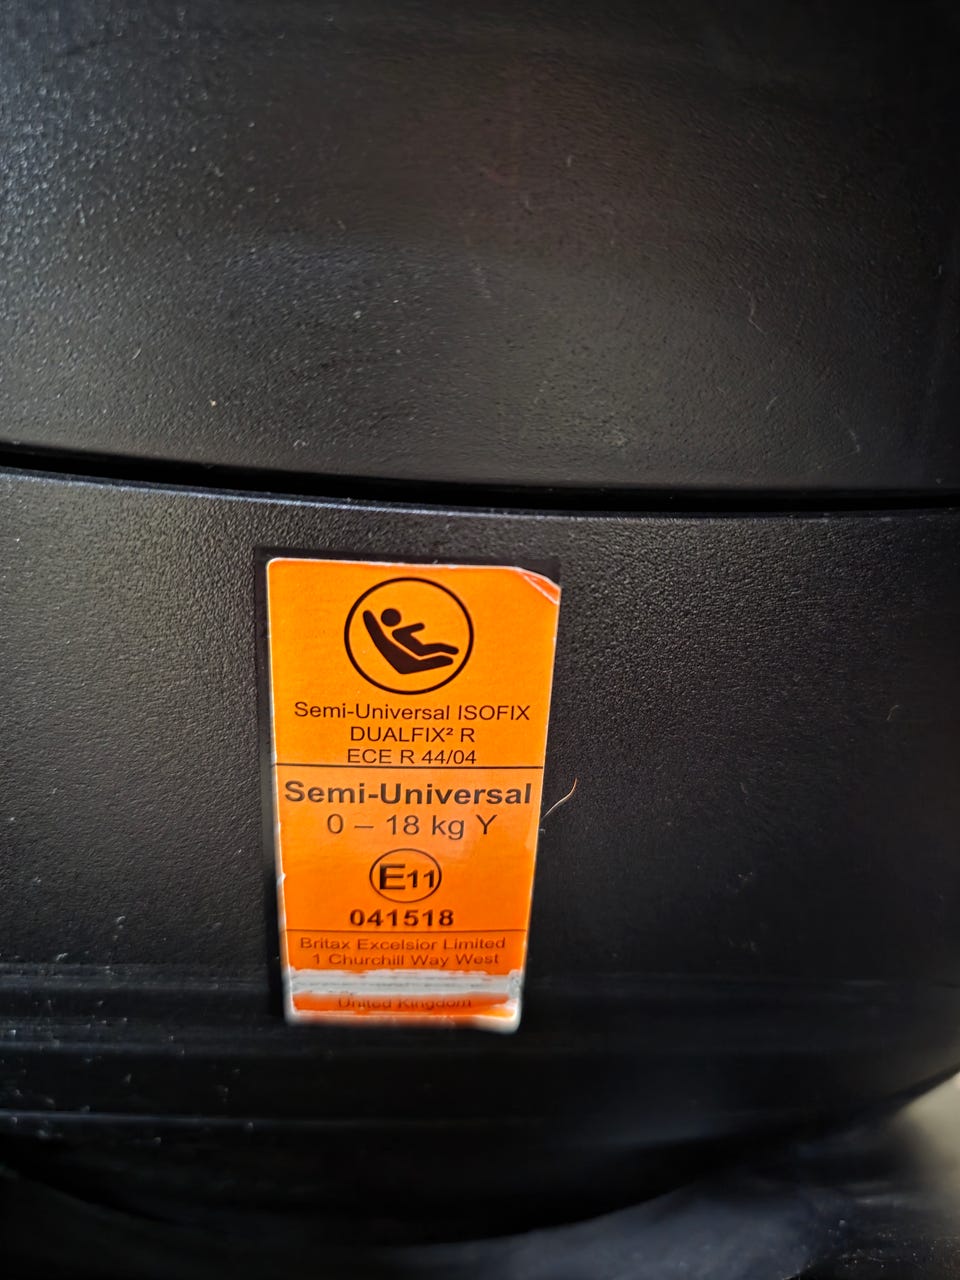 Semi-Universal ISOFIX
DUALFIX² R
ECE R 44/04
Semi-Universal
0 – 18 kg Y
E11
041518
Britax Excelsior Limited
1 Churchill Way West
United Kingdom